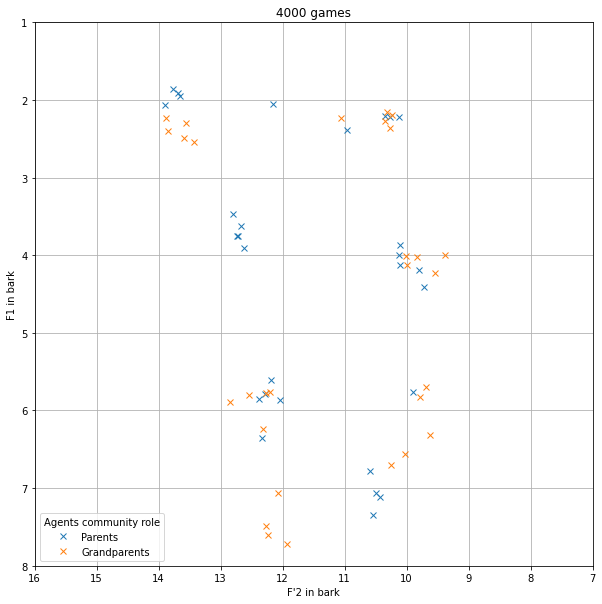 4000 games
1
2
3
4
5
6
7
8
F1 in bark
Agents community role
Parents
Grandparents
16 15 14 13 12 11 10 9 8 7
F'2 in bark